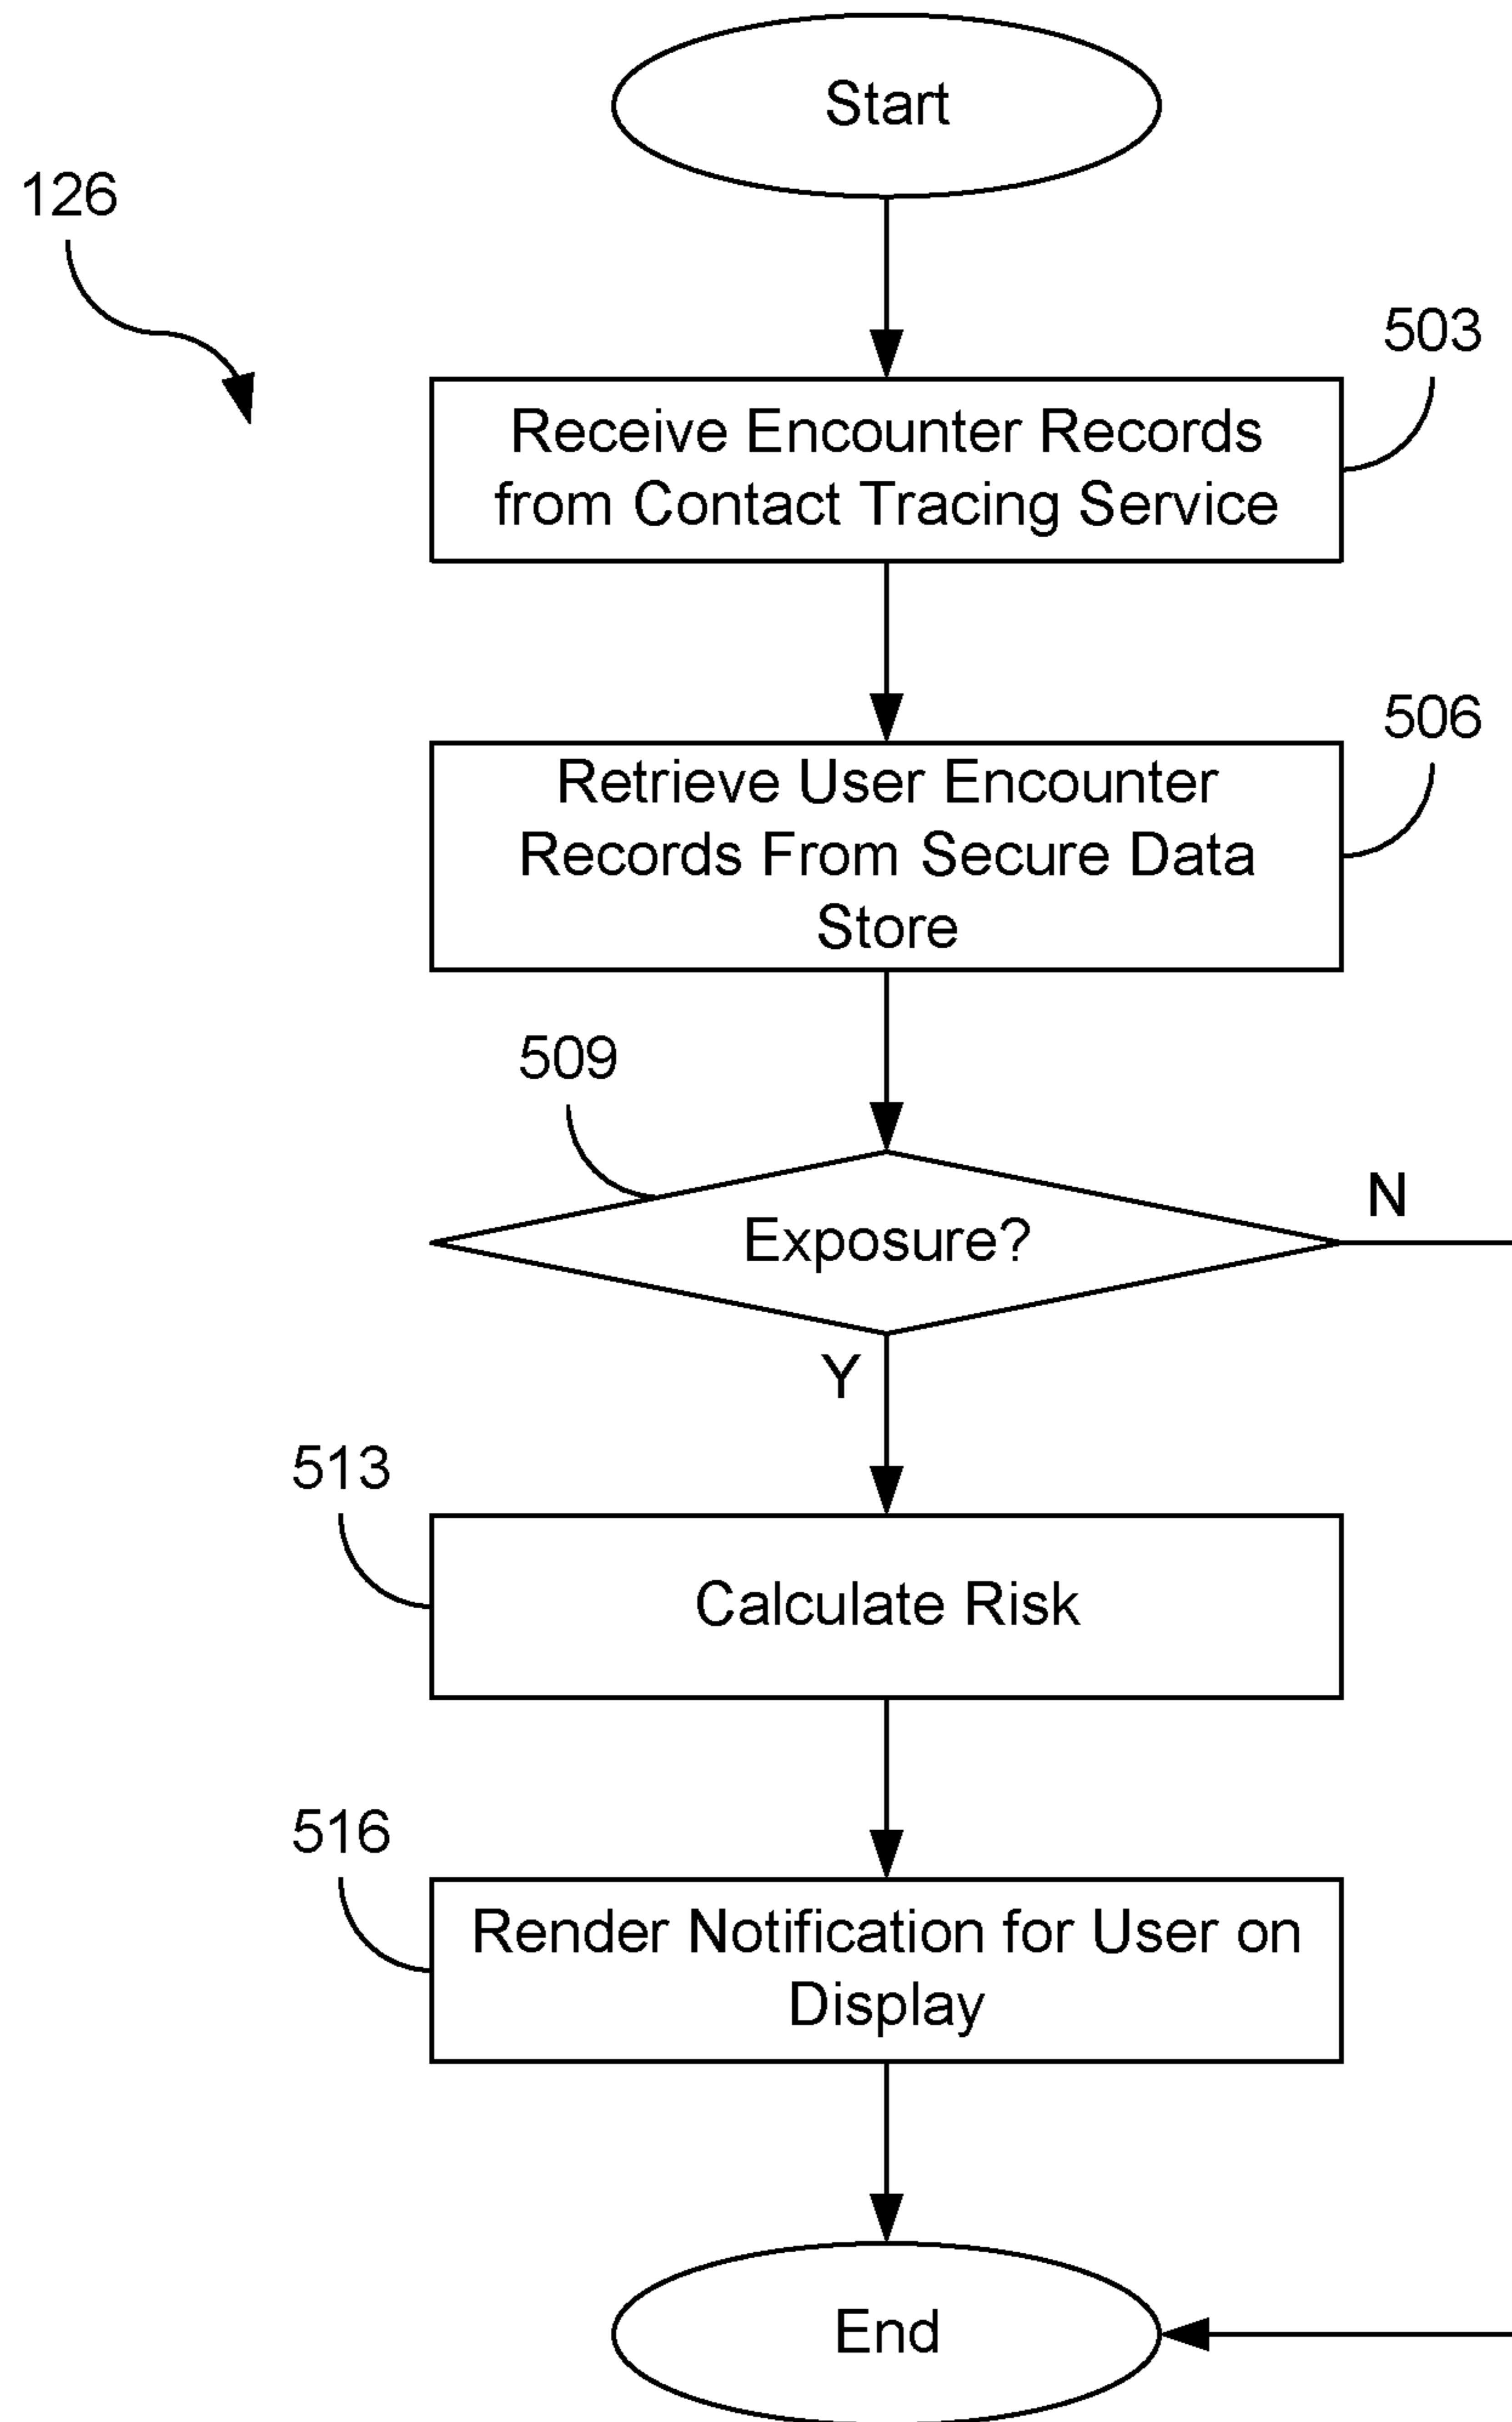 Start
126
503
Receive Encounter Records
from Contact Tracing Service
506
Retrieve User Encounter
Records From Secure Data
Store
509
N
Exposure?
Y
513
Calculate Risk
516
Render Notification for User on
Display
End